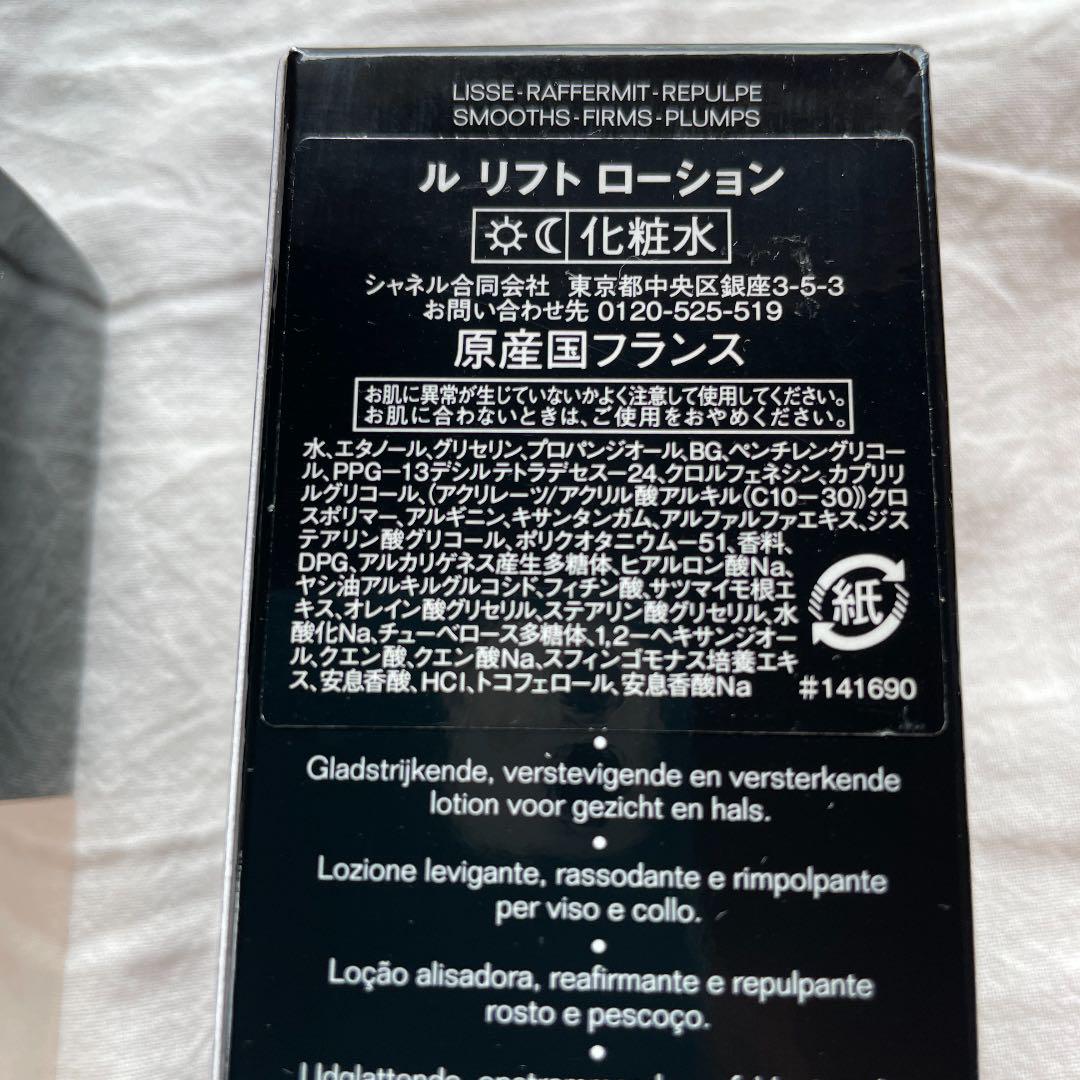 LISSE-RAFFERMIT-REPULPE
SMOOTHS-FIRMS-PLUMPS
ル リフト ローション
化粧水
シャネル合同会社 東京都中央区銀座3-5-3
お問い合わせ先 0120-525-519
原産国フランス
お肌に異常が生じていないかよく注意して使用してください。
お肌に合わないときは、ご使用をおやめください。
水、エタノール、グリセリン、プロパンジオール、BG、ペンチレングリコー
ル、PPG-13デシルテトラデセス-24、クロルフェネシン、カプリリ
ルグリコール、(アクリレーツ/アクリル酸アルキル(C10-30))クロ
スポリマー、アルギニン、キサンタンガム、アルファルファエキス、ジス
テアリン酸グリコール、ポリクオタニウム-51、香料、
DPG、アルカリゲネス産生多糖体、ヒアルロン酸Na、
ヤシ油アルキルグルコシド、フィチン酸、サツマイモ根エ
キス、オレイン酸グリセリル、ステアリン酸グリセリル、水
酸化Na、チューベロース多糖体、1,2-ヘキサンジオー
ル、クエン酸、クエン酸Na、スフィンゴモナス培養エキ
ス、安息香酸、HCl、トコフェロール、安息香酸Na
紙
#141690
Gladstrijkende, verstevigende en versterkende
lotion voor gezicht en hals.
Lozione levigante, rassodante e rimpolpante
per viso e collo.
Loção alisadora, reafirmante e repulpante
rosto e pescoço.
Udglattende,